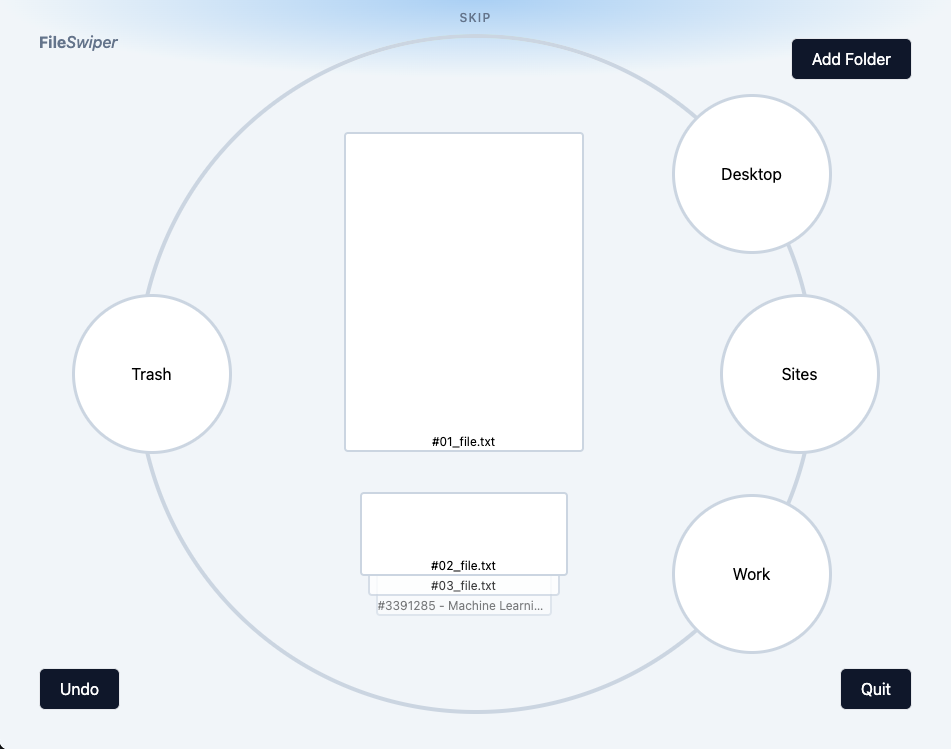 SKIP
FileSwiper
Add Folder
Desktop
Trash
Sites
#01_file.txt
#02_file.txt
Work
#03_file.txt
#3391285 - Machine Learni...
Undo
Quit